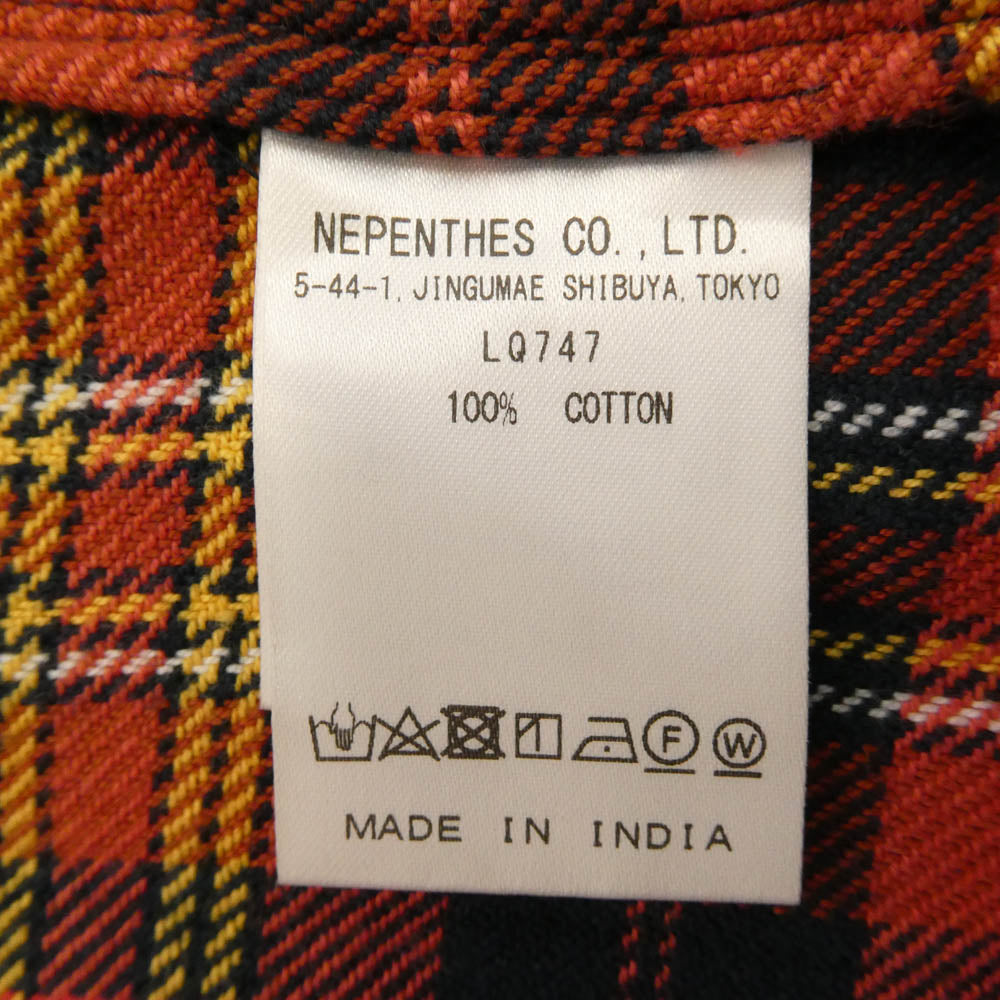 NEPENTHES CO.,LTD.
5-44-1, JINGUMAE SHIBUYA, TOKYO
LQ747
100% COTTON
F W
MADE IN INDIA